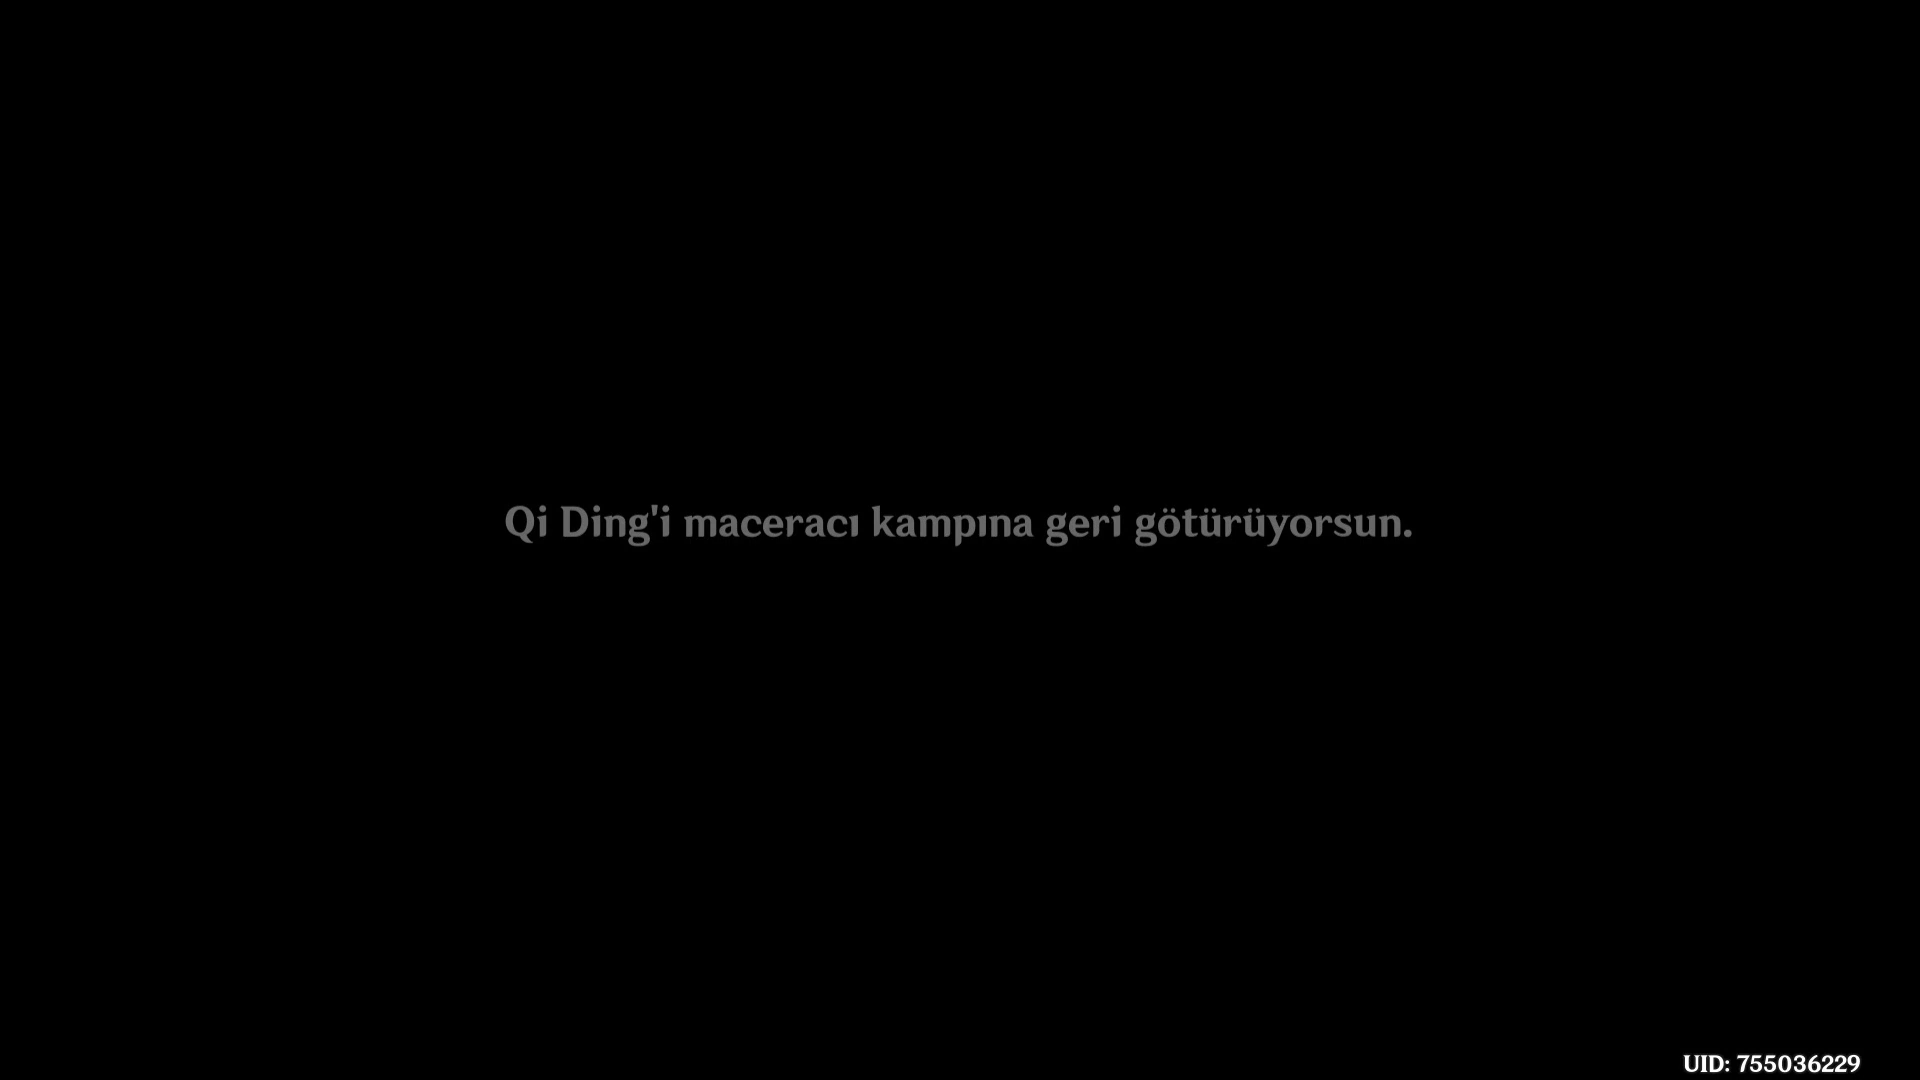 Qi Ding'i maceracı kampına geri götürüyorsun.
UID: 755036229